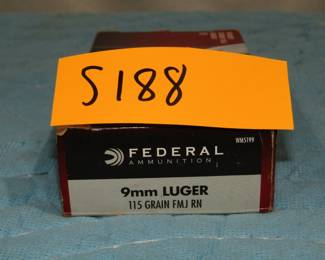 S188
WM5199
FEDERAL
AMMUNITION
9mm LUGER
115 GRAIN FMJ RN